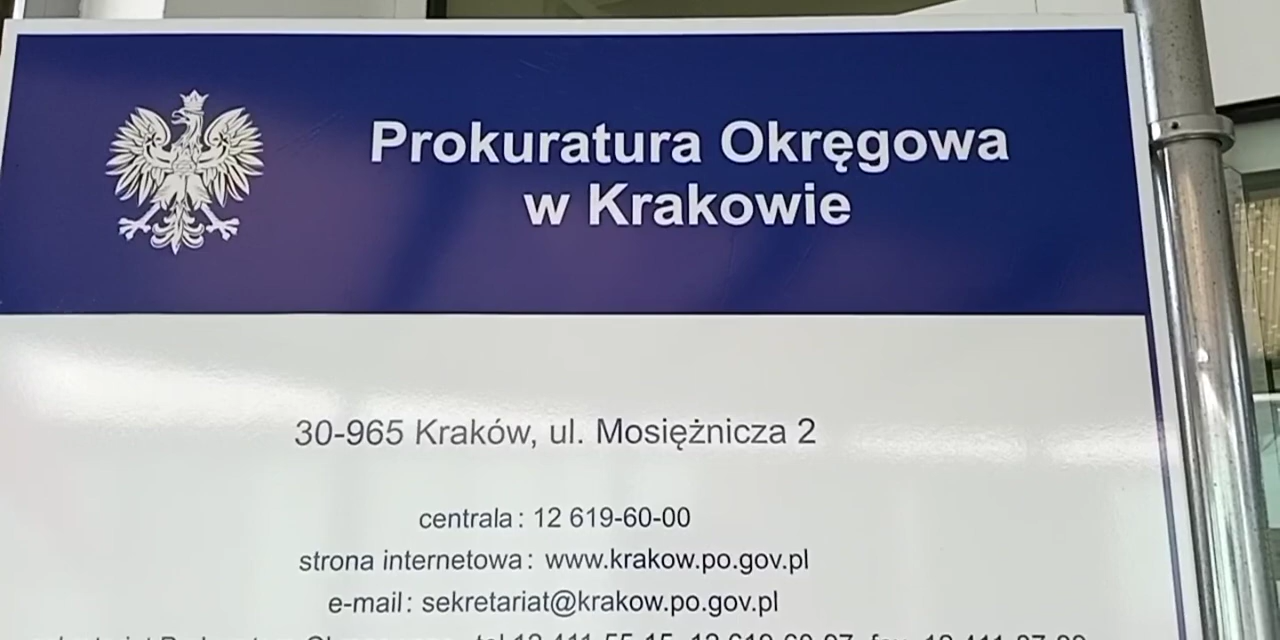 Prokuratura Okręgowa
w Krakowie
30-965 Kraków, ul. Mosiężnicza 2
centrala: 12 619-60-00
strona internetowa: www.krakow.po.gov.pl
e-mail: sekretariat@krakow.po.gov.pl